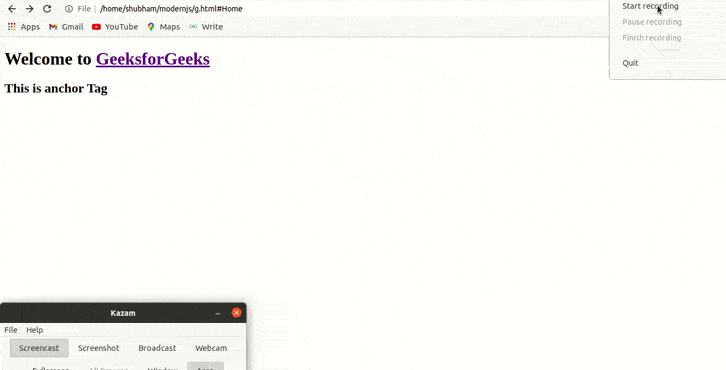 File | /home/shubham/modernjs/g.html#Home
Apps Gmail YouTube Maps Write
Start recording
Pause recording
Finish recording
Quit
Welcome to GeeksforGeeks
This is anchor Tag
Kazam
File Help
Screencast Screenshot Broadcast Webcam